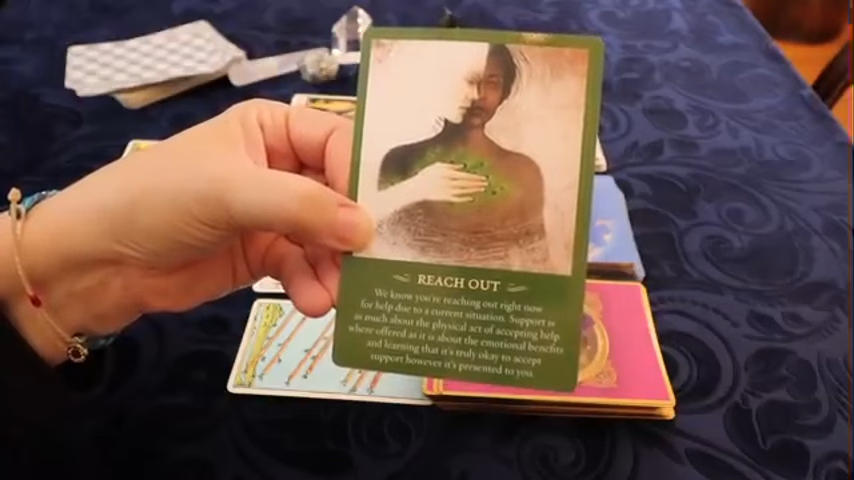 REACH OUT
We know you're reaching out right now
for help due to a current situation. Support is
as much about the physical act of accepting help
where offered as it is about the emotional benefits
and learning that it's truly okay to accept
support however it's presented to you.